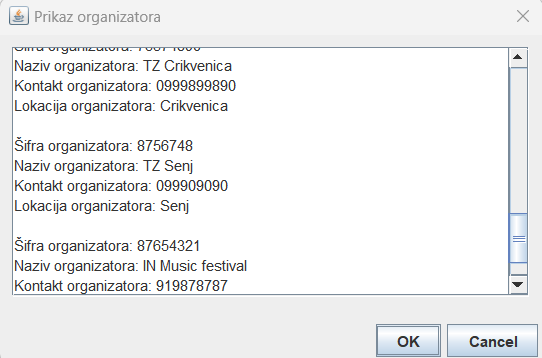 Prikaz organizatora
Šifra organizatora:
Naziv organizatora: TZ Crikvenica
Kontakt organizatora: 0999899890
Lokacija organizatora: Crikvenica
Šifra organizatora: 8756748
Naziv organizatora: TZ Senj
Kontakt organizatora: 099909090
Lokacija organizatora: Senj
Šifra organizatora: 87654321
Naziv organizatora: IN Music festival
Kontakt organizatora: 919878787
OK
Cancel